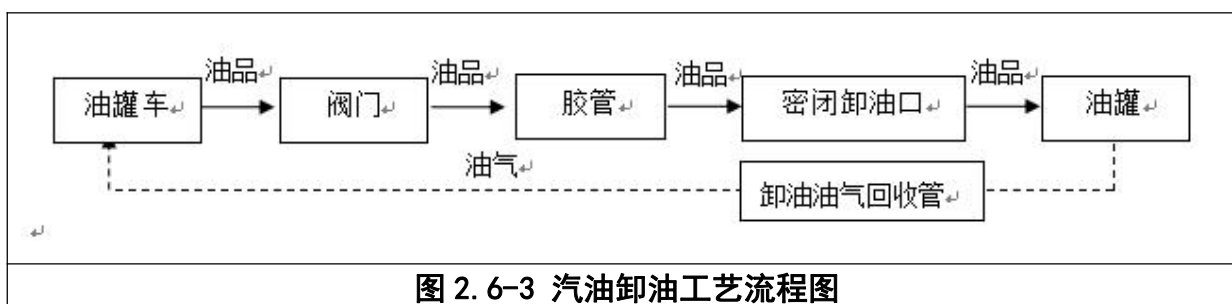 油品 油品 油品 油品
油罐车 阀门 胶管 密闭卸油口 油罐
油气
卸油油气回收管
图 2.6-3 汽油卸油工艺流程图